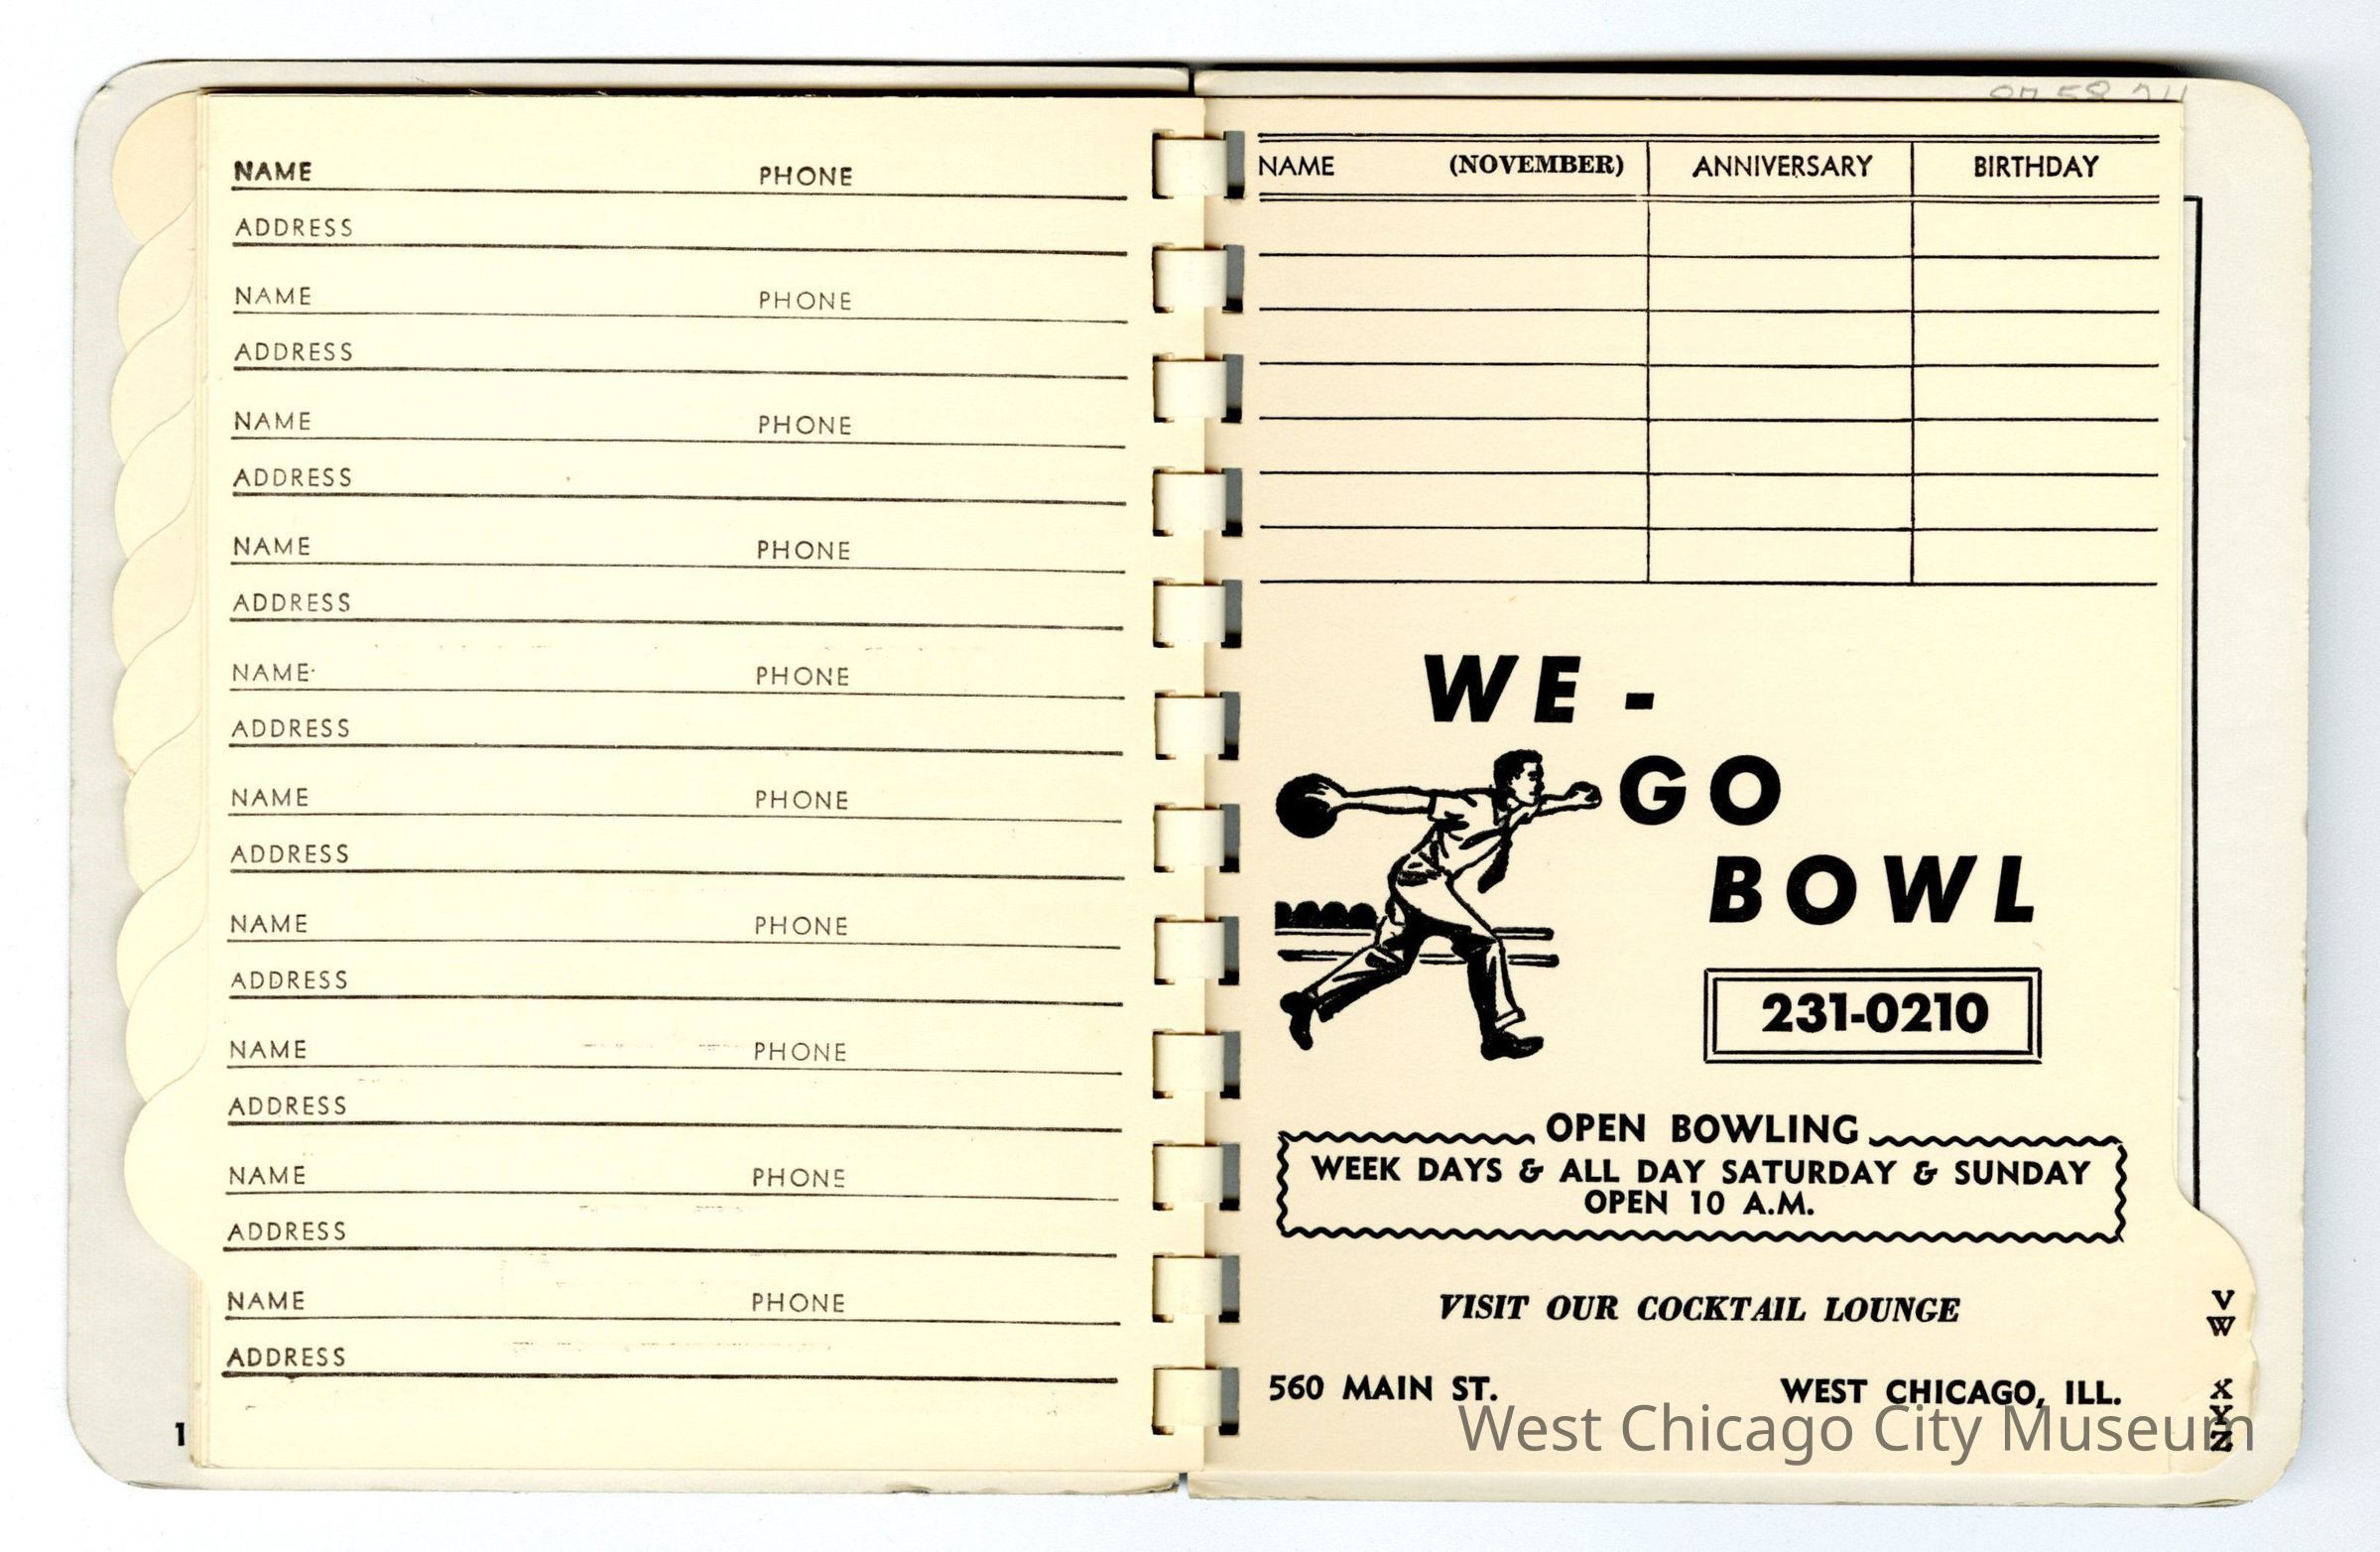 NAME PHONE
ADDRESS
NAME PHONE
ADDRESS
NAME PHONE
ADDRESS
NAME PHONE
ADDRESS
NAME PHONE
ADDRESS
NAME PHONE
ADDRESS
NAME PHONE
ADDRESS
NAME PHONE
ADDRESS
NAME PHONE
ADDRESS
NAME PHONE
ADDRESS
1
NAME (NOVEMBER) ANNIVERSARY BIRTHDAY
WE -
GO
BOWL
231-0210
OPEN BOWLING
WEEK DAYS & ALL DAY SATURDAY & SUNDAY
OPEN 10 A.M.
VISIT OUR COCKTAIL LOUNGE
560 MAIN ST. WEST CHICAGO, ILL.
V
W
X
Y
Z
West Chicago City Museum